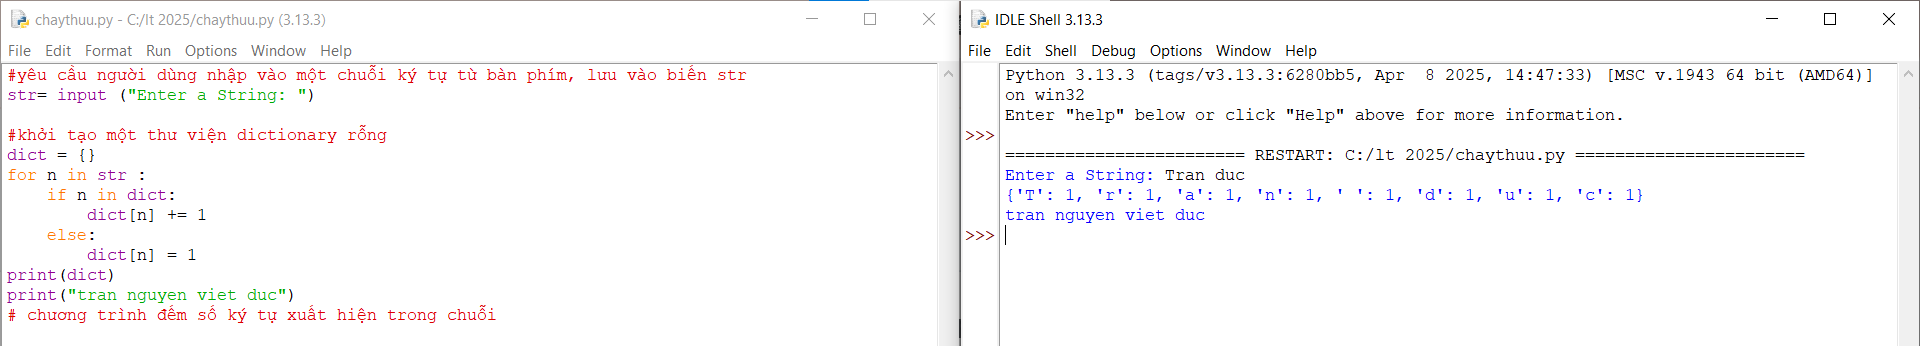 chaythuu.py - C:/lt 2025/chaythuu.py (3.13.3)
File Edit Format Run Options Window Help
#yêu cầu người dùng nhập vào một chuỗi ký tự từ bàn phím, lưu vào biến str
str= input ("Enter a String: ")
#khởi tạo một thư viện dictionary rỗng
dict = {}
for n in str :
    if n in dict:
        dict[n] += 1
    else:
        dict[n] = 1
print(dict)
print("tran nguyen viet duc")
# chương trình đếm số ký tự xuất hiện trong chuỗi
IDLE Shell 3.13.3
File Edit Shell Debug Options Window Help
Python 3.13.3 (tags/v3.13.3:6280bb5, Apr  8 2025, 14:47:33) [MSC v.1943 64 bit (AMD64)]
on win32
Enter "help" below or click "Help" above for more information.
>>>
======================== RESTART: C:/lt 2025/chaythuu.py =======================
Enter a String: Tran duc
{'T': 1, 'r': 1, 'a': 1, 'n': 1, ' ': 1, 'd': 1, 'u': 1, 'c': 1}
tran nguyen viet duc
>>>